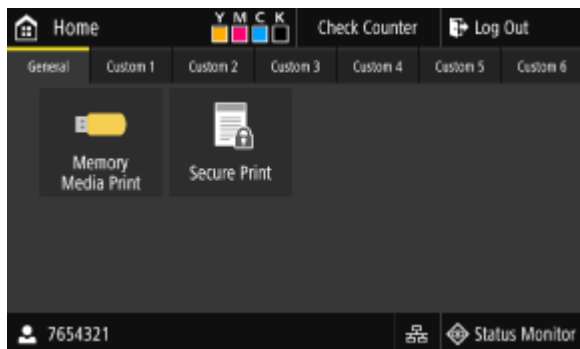 Home
Y M C K
Check Counter
Log Out
General
Custom 1
Custom 2
Custom 3
Custom 4
Custom 5
Custom 6
Memory
Media Print
Secure Print
7654321
Status Monitor